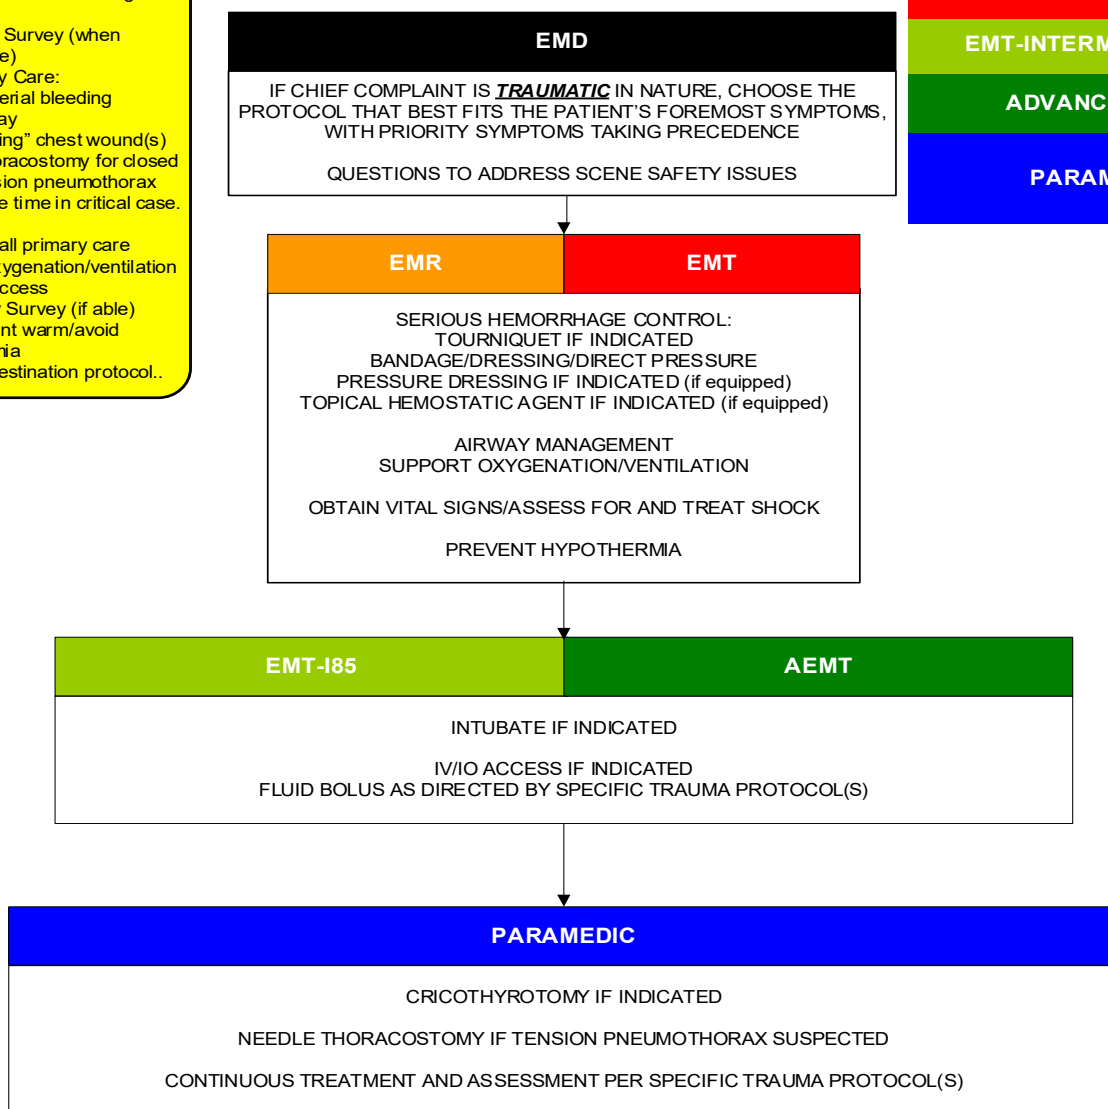 Survey (when
e)
y Care:
erial bleeding
ay
ing” chest wound(s)
oracostomy for closed
sion pneumothorax
e time in critical case.
all primary care
xygenation/ventilation
ccess
y Survey (if able)
nt warm/avoid
nia
estination protocol..
EMD
IF CHIEF COMPLAINT IS TRAUMATIC IN NATURE, CHOOSE THE
PROTOCOL THAT BEST FITS THE PATIENT’S FOREMOST SYMPTOMS,
WITH PRIORITY SYMPTOMS TAKING PRECEDENCE
QUESTIONS TO ADDRESS SCENE SAFETY ISSUES
EMT-INTERM
ADVANC
PARAM
EMR
EMT
SERIOUS HEMORRHAGE CONTROL:
TOURNIQUET IF INDICATED
BANDAGE/DRESSING/DIRECT PRESSURE
PRESSURE DRESSING IF INDICATED (if equipped)
TOPICAL HEMOSTATIC AGENT IF INDICATED (if equipped)
AIRWAY MANAGEMENT
SUPPORT OXYGENATION/VENTILATION
OBTAIN VITAL SIGNS/ASSESS FOR AND TREAT SHOCK
PREVENT HYPOTHERMIA
EMT-I85
AEMT
INTUBATE IF INDICATED
IV/IO ACCESS IF INDICATED
FLUID BOLUS AS DIRECTED BY SPECIFIC TRAUMA PROTOCOL(S)
PARAMEDIC
CRICOTHYROTOMY IF INDICATED
NEEDLE THORACOSTOMY IF TENSION PNEUMOTHORAX SUSPECTED
CONTINUOUS TREATMENT AND ASSESSMENT PER SPECIFIC TRAUMA PROTOCOL(S)